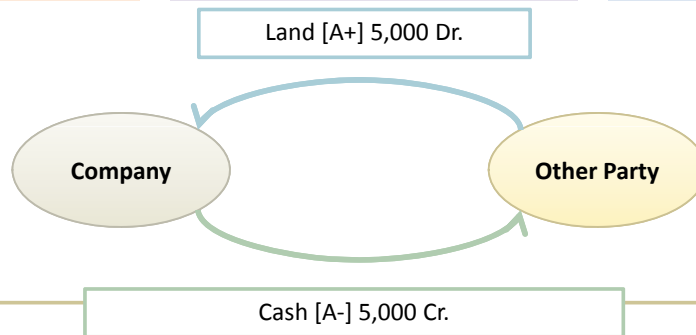 Land [A+] 5,000 Dr.
Company
Other Party
Cash [A-] 5,000 Cr.